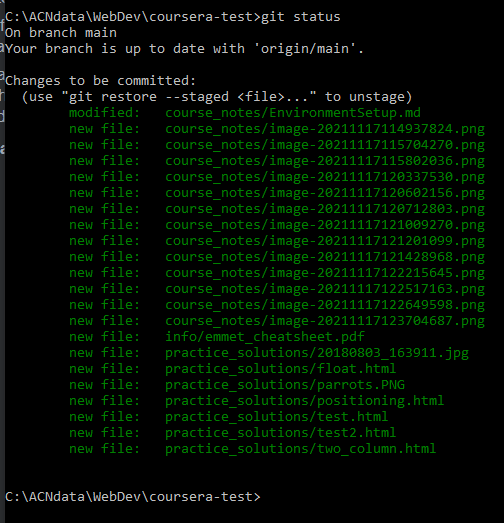 C:\ACNdata\WebDev\coursera-test>git status
On branch main
Your branch is up to date with 'origin/main'.
Changes to be committed:
(use "git restore --staged <file>..." to unstage)
modified: course_notes/EnvironmentSetup.md
new file: course_notes/image-20211117114937824.png
new file: course_notes/image-20211117115704270.png
new file: course_notes/image-20211117115802036.png
new file: course_notes/image-20211117120337530.png
new file: course_notes/image-20211117120602156.png
new file: course_notes/image-20211117120712803.png
new file: course_notes/image-20211117121009270.png
new file: course_notes/image-20211117121201099.png
new file: course_notes/image-20211117121428968.png
new file: course_notes/image-20211117122215645.png
new file: course_notes/image-20211117122517163.png
new file: course_notes/image-20211117122649598.png
new file: course_notes/image-20211117123704687.png
new file: info/emmet_cheatsheet.pdf
new file: practice_solutions/20180803_163911.jpg
new file: practice_solutions/float.html
new file: practice_solutions/parrots.PNG
new file: practice_solutions/positioning.html
new file: practice_solutions/test.html
new file: practice_solutions/test2.html
new file: practice_solutions/two_column.html
C:\ACNdata\WebDev\coursera-test>